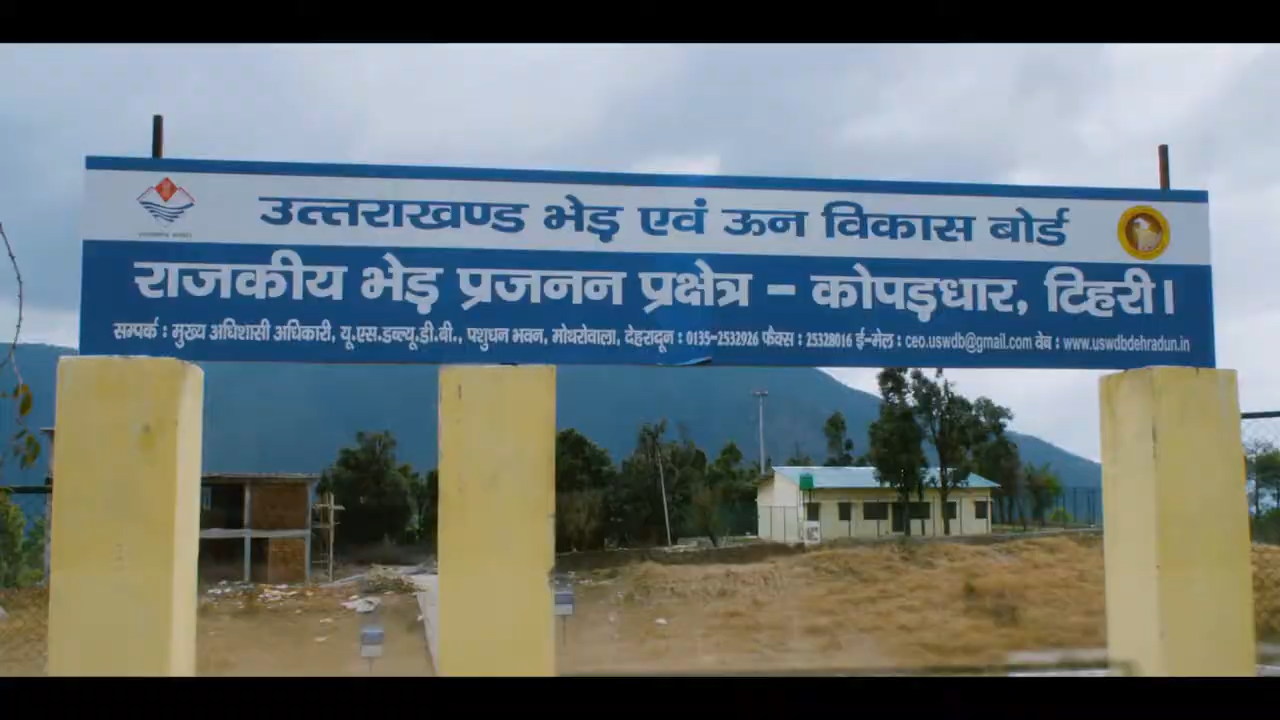 उत्तराखण्ड भेड़ एवं ऊन विकास बोर्ड
राजकीय भेड़ प्रजनन प्रक्षेत्र - कोपड़धार, टिहरी।
सम्पर्क : मुख्य अधिशासी अधिकारी, यू.एस.डब्ल्यू.डी.बी., पशुधन भवन, मोथरोवाला, देहरादून : 0135-2532926 फैक्स : 25328016 ई-मेल : ceo.uswdb@gmail.com वेब : www.uswdbdehradun.in